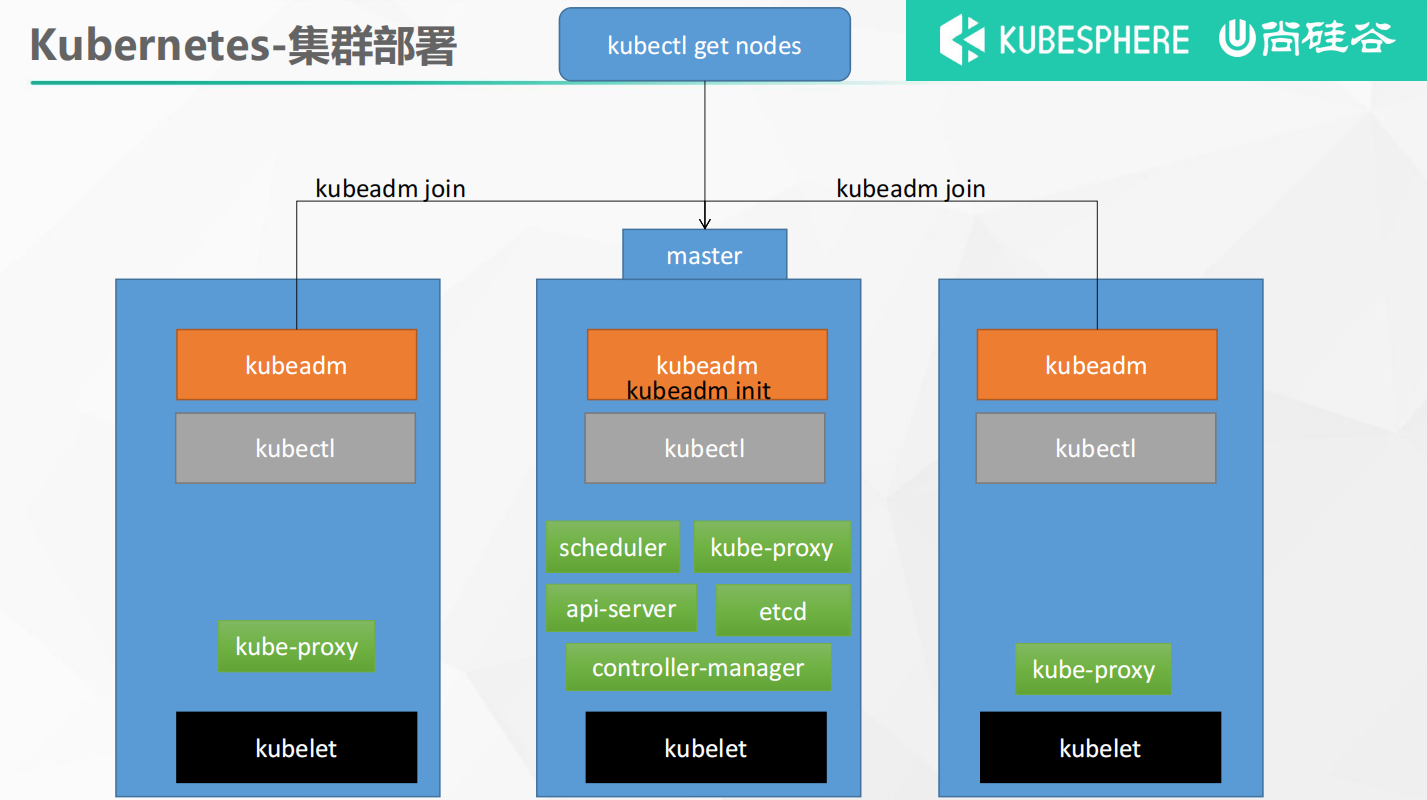 Kubernetes-集群部署
kubectl get nodes
KUBESPHERE
尚硅谷
kubeadm join
kubeadm join
master
kubeadm
kubectl
kube-proxy
kubelet
kubeadm
kubeadm init
kubectl
scheduler
kube-proxy
api-server
etcd
controller-manager
kubelet
kubeadm
kubectl
kube-proxy
kubelet